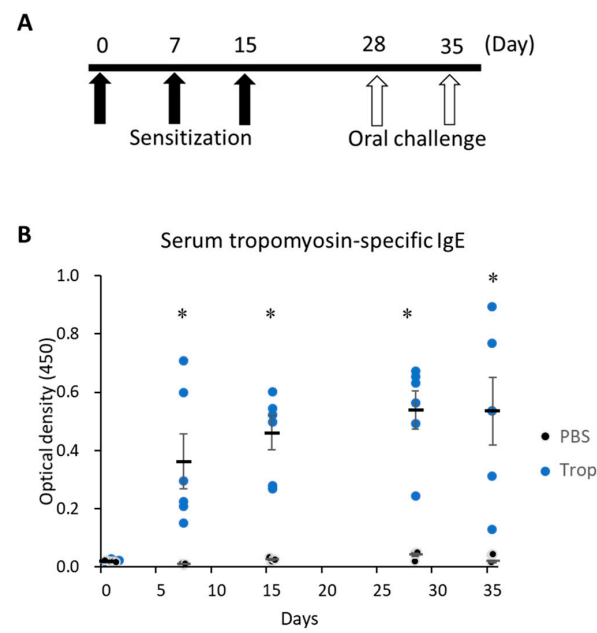 A
0 7 15 28 35 (Day)
Sensitization Oral challenge
B
Serum tropomyosin-specific IgE
1.0
0.8
0.6
0.4
0.2
0.0
Optical density (450)
* * * *
PBS
Trop
0 5 10 15 20 25 30 35
Days